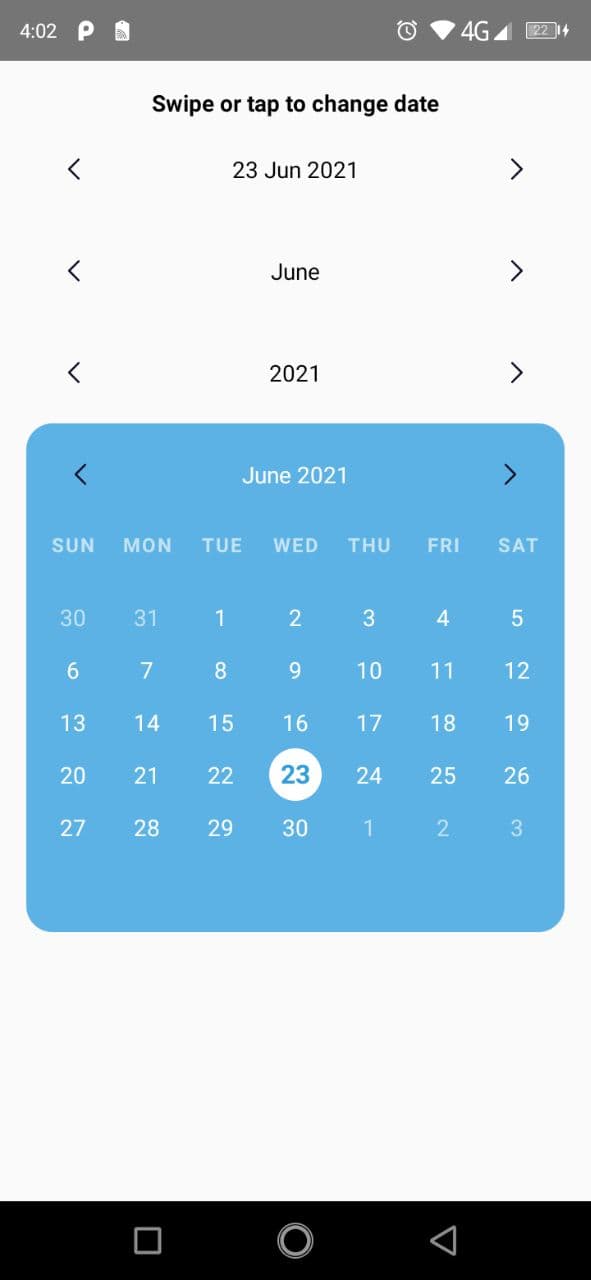 4:02 4G 22
Swipe or tap to change date
23 Jun 2021
June
2021
June 2021
SUN MON TUE WED THU FRI SAT
30 31 1 2 3 4 5
6 7 8 9 10 11 12
13 14 15 16 17 18 19
20 21 22 23 24 25 26
27 28 29 30 1 2 3